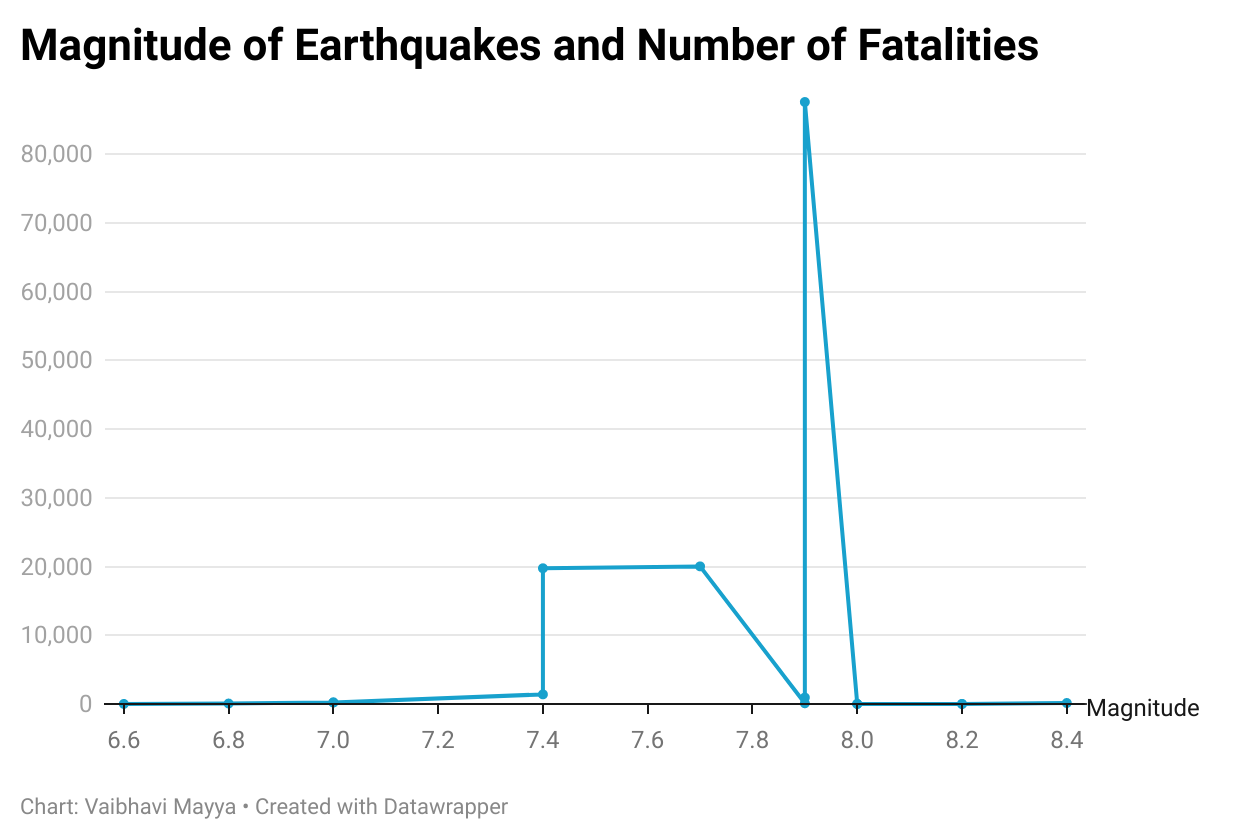 Magnitude of Earthquakes and Number of Fatalities
80,000
70,000
60,000
50,000
40,000
30,000
20,000
10,000
0
Magnitude
6.6 6.8 7.0 7.2 7.4 7.6 7.8 8.0 8.2 8.4
Chart: Vaibhavi Mayya • Created with Datawrapper